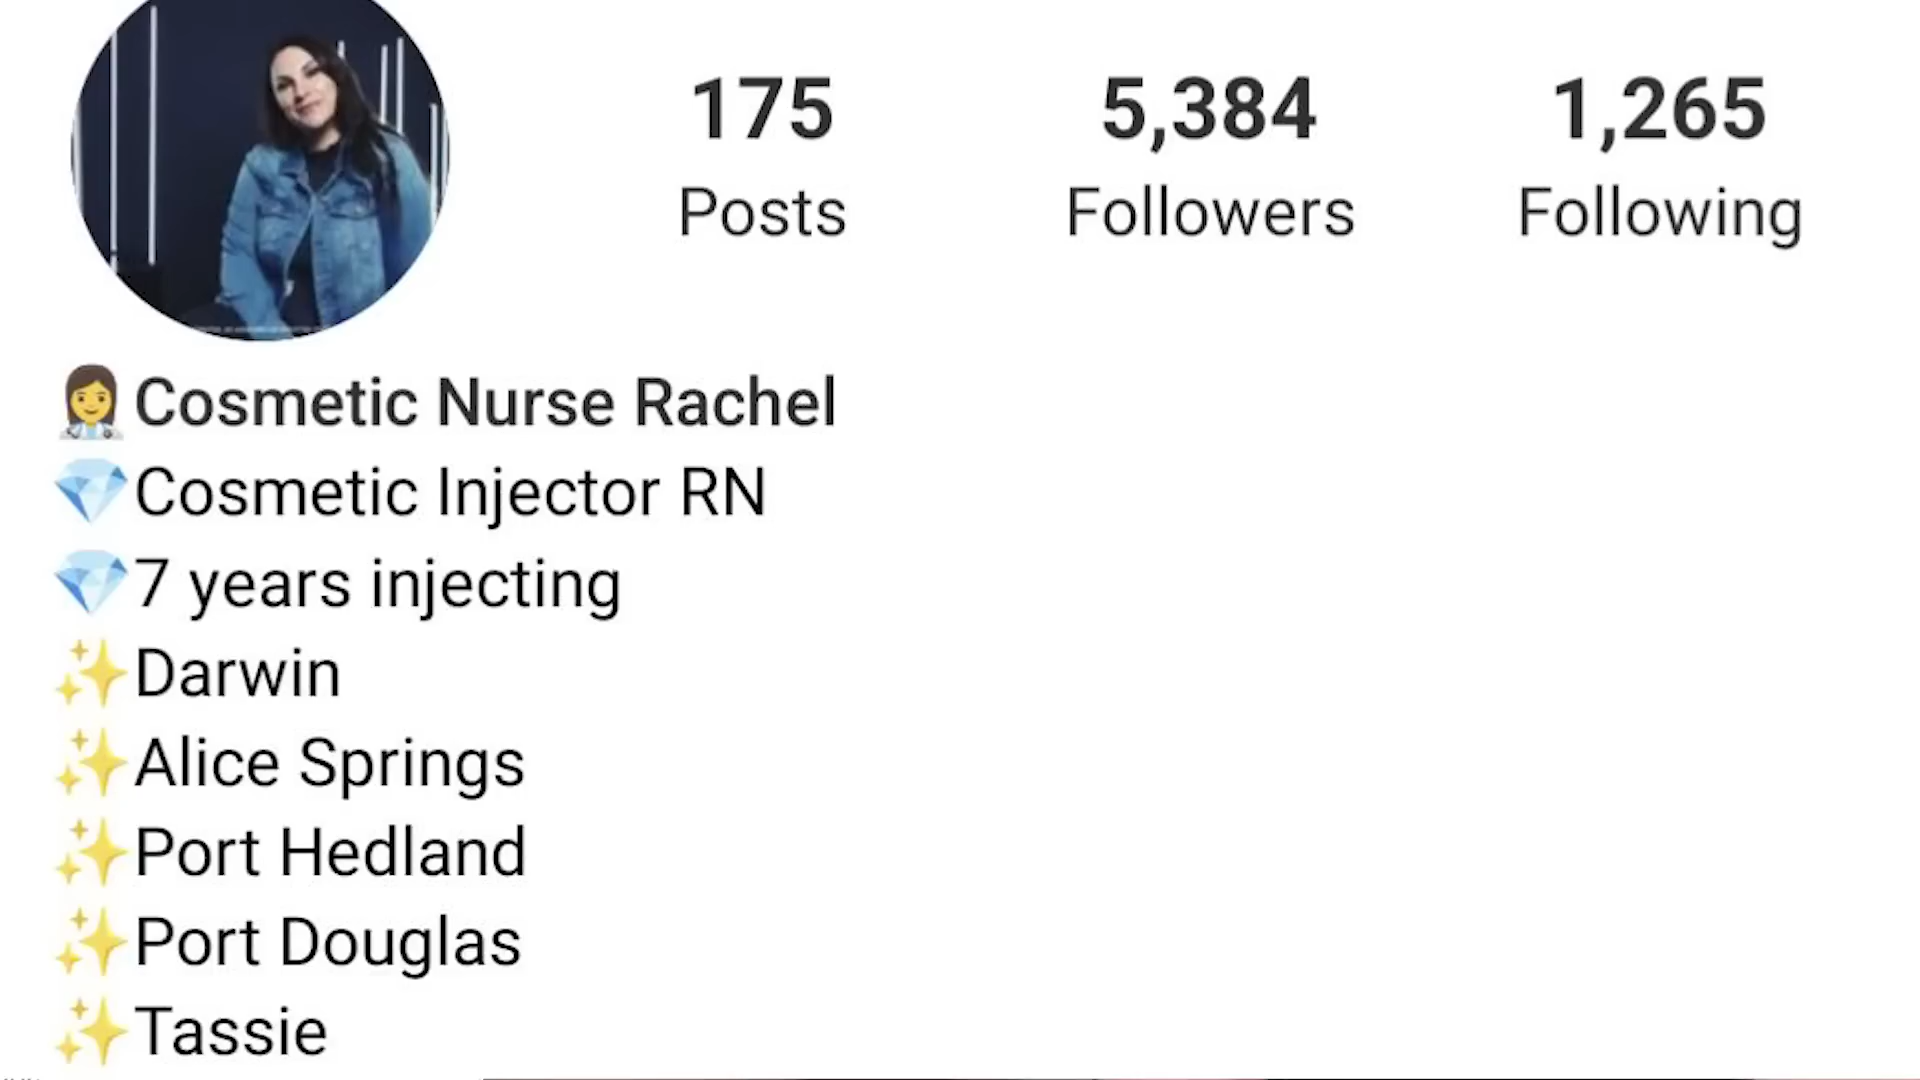 175 5,384 1,265
Posts Followers Following
👩‍⚕️Cosmetic Nurse Rachel
💎Cosmetic Injector RN
💎7 years injecting
✨Darwin
✨Alice Springs
✨Port Hedland
✨Port Douglas
✨Tassie